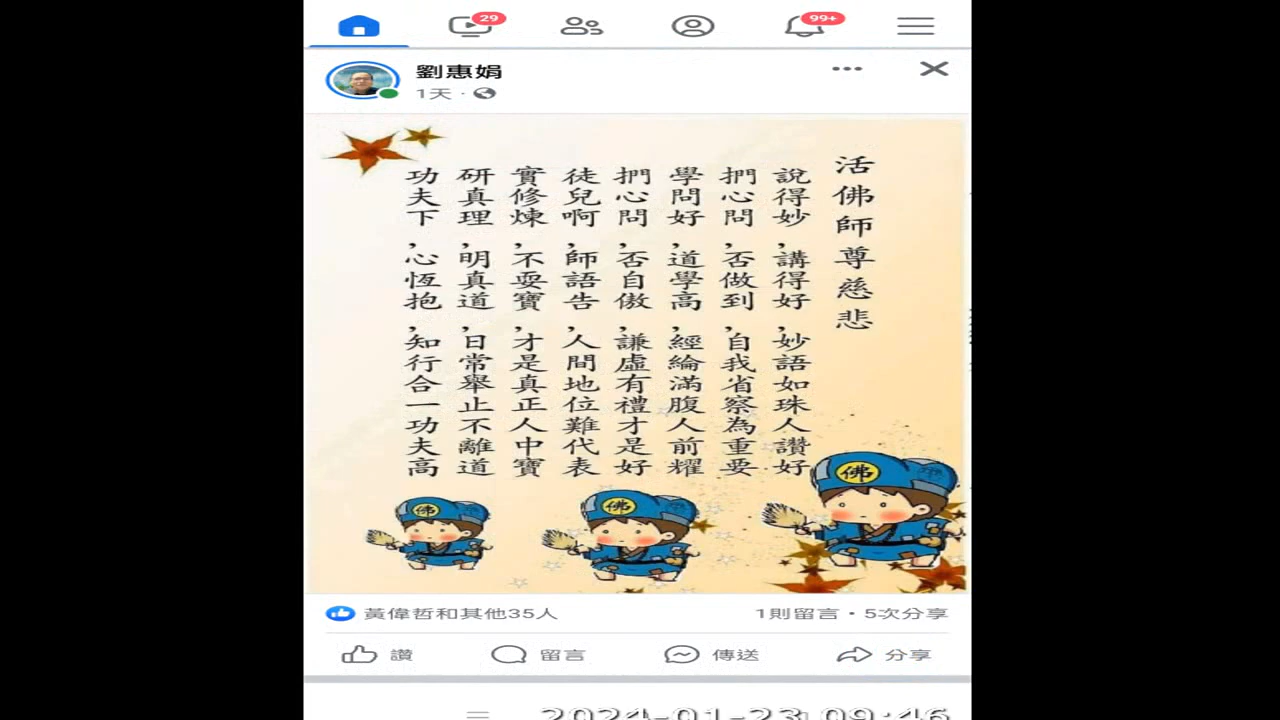 29
99+
劉惠娟
1天
活佛師尊慈悲
說得妙，講得好，妙語如珠人讚好
捫心問，否做到，自我省察為重要
學問好，道學高，經綸滿腹人前耀
捫心問，否自傲，謙虛有禮才是好
徒兒啊，師語告，人間地位難代表
實修煉，不耍寶，才是真正人中寶
研真理，明真道，日常舉止不離道
功夫下，心恆抱，知行合一功夫高
佛
佛
佛
黃偉哲和其他35人
1則留言・5次分享
讚
留言
傳送
分享
2024-01-23 09:46